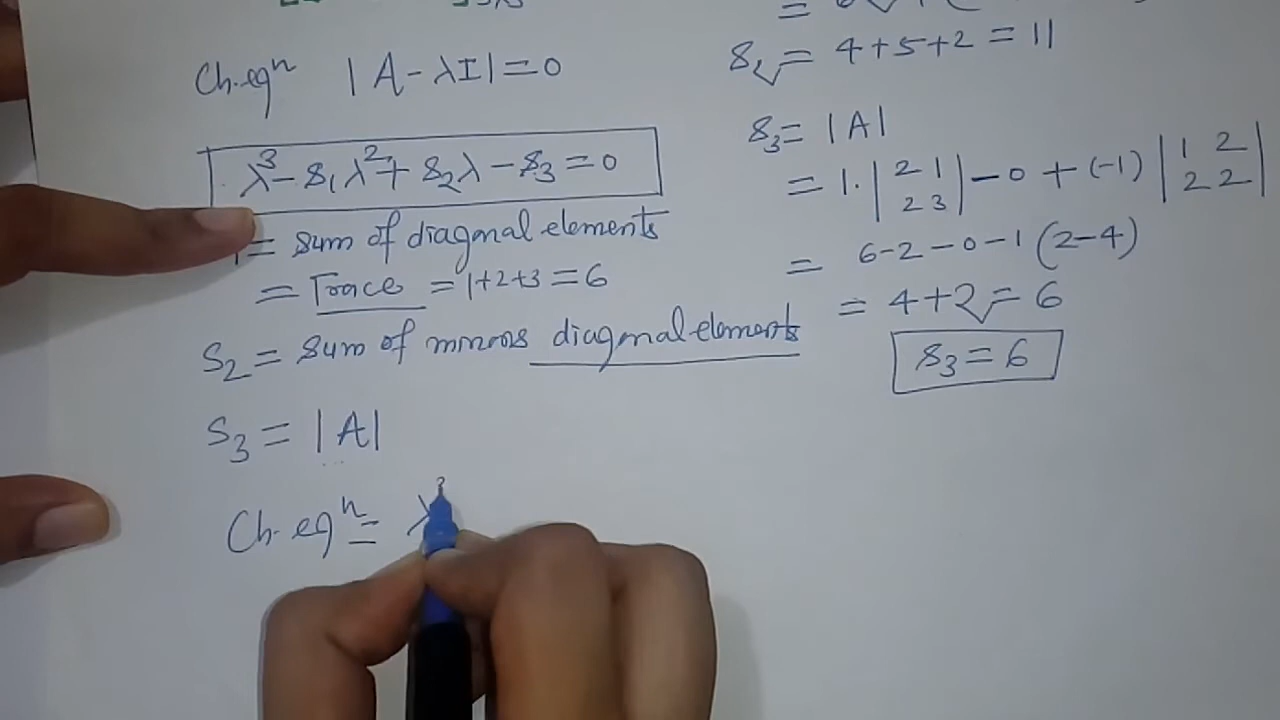 Ch. eqⁿ |A - λI| = 0
λ³ - S₁λ² + S₂λ - S₃ = 0
= sum of diagonal elements
= Trace = 1+2+3 = 6
S₂ = sum of minors diagonal elements
S₃ = |A|
Ch. eqⁿ = λ
= 4+5+2 = 11
S₃ = |A|
= 1. |2 1| - 0 + (-1) |1 2|
|2 3| |2 2|
= 6-2-0-1(2-4)
= 4+2 = 6
S₃ = 6